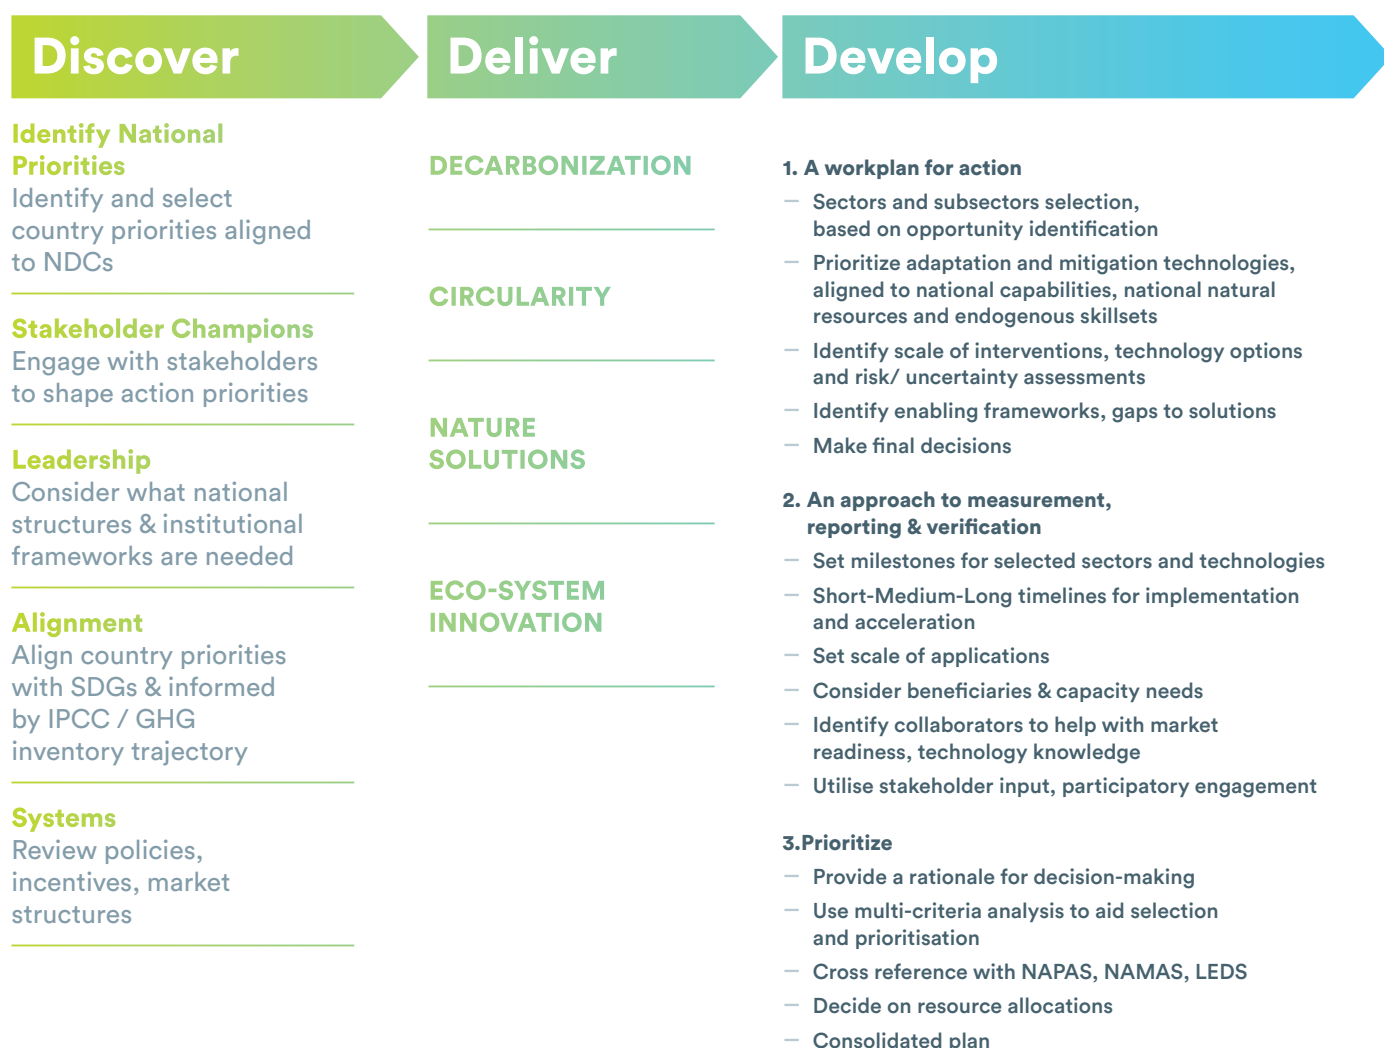 Discover
Identify National
Priorities
Identify and select
country priorities aligned
to NDCs
Stakeholder Champions
Engage with stakeholders
to shape action priorities
Leadership
Consider what national
structures & institutional
frameworks are needed
Alignment
Align country priorities
with SDGs & informed
by IPCC / GHG
inventory trajectory
Systems
Review policies,
incentives, market
structures
Deliver
DECARBONIZATION
CIRCULARITY
NATURE
SOLUTIONS
ECO-SYSTEM
INNOVATION
Develop
1. A workplan for action
— Sectors and subsectors selection,
based on opportunity identification
— Prioritize adaptation and mitigation technologies,
aligned to national capabilities, national natural
resources and endogenous skillsets
— Identify scale of interventions, technology options
and risk/ uncertainty assessments
— Identify enabling frameworks, gaps to solutions
— Make final decisions
2. An approach to measurement,
reporting & verification
— Set milestones for selected sectors and technologies
— Short-Medium-Long timelines for implementation
and acceleration
— Set scale of applications
— Consider beneficiaries & capacity needs
— Identify collaborators to help with market
readiness, technology knowledge
— Utilise stakeholder input, participatory engagement
3.Prioritize
— Provide a rationale for decision-making
— Use multi-criteria analysis to aid selection
and prioritisation
— Cross reference with NAPAS, NAMAS, LEDS
— Decide on resource allocations
— Consolidated plan